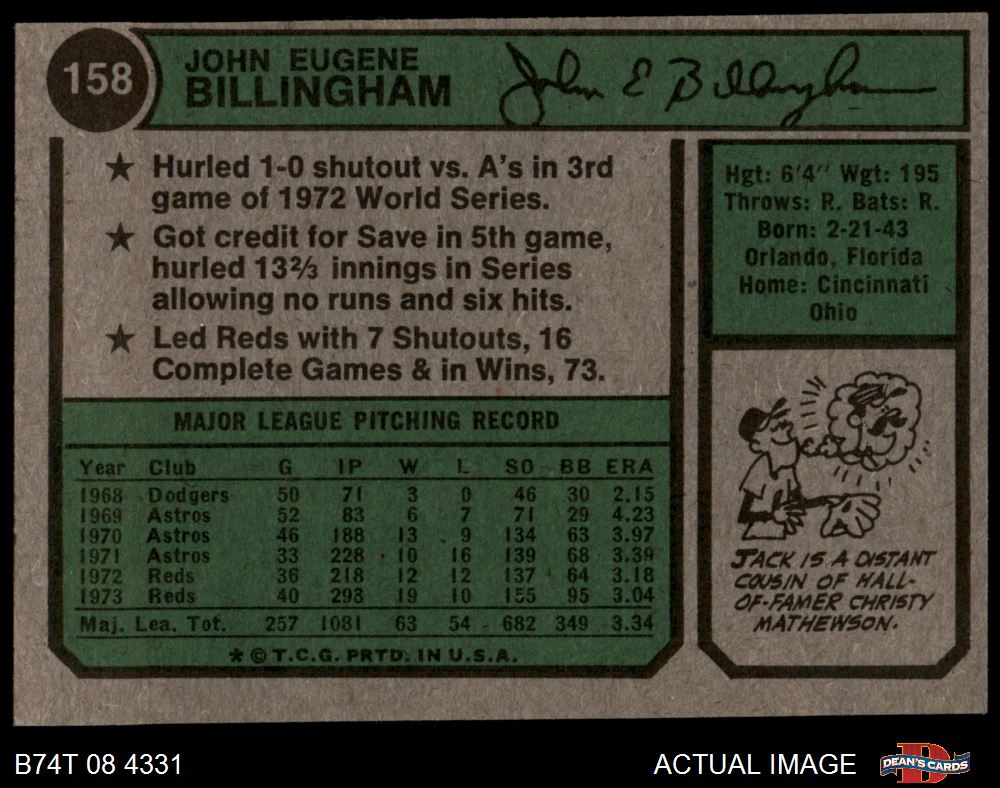 158
JOHN EUGENE
BILLINGHAM
John E Billingham
★ Hurled 1-0 shutout vs. A's in 3rd
game of 1972 World Series.
★ Got credit for Save in 5th game,
hurled 13⅔ innings in Series
allowing no runs and six hits.
★ Led Reds with 7 Shutouts, 16
Complete Games & in Wins, 73.
MAJOR LEAGUE PITCHING RECORD
Year Club G IP W L SO BB ERA
1968 Dodgers 50 71 3 0 46 30 2.15
1969 Astros 52 83 6 7 71 29 4.23
1970 Astros 46 188 13 9 134 63 3.97
1971 Astros 33 228 10 16 139 68 3.39
1972 Reds 36 218 12 12 137 64 3.18
1973 Reds 40 293 19 10 155 95 3.04
Maj. Lea. Tot. 257 1081 63 54 682 349 3.34
* © T.C.G. PRTD. IN U.S.A.
Hgt: 6'4" Wgt: 195
Throws: R. Bats: R.
Born: 2-21-43
Orlando, Florida
Home: Cincinnati
Ohio
JACK IS A DISTANT
COUSIN OF HALL-
OF-FAMER CHRISTY
MATHEWSON.
B74T 08 4331
ACTUAL IMAGE
DEAN'S CARDS